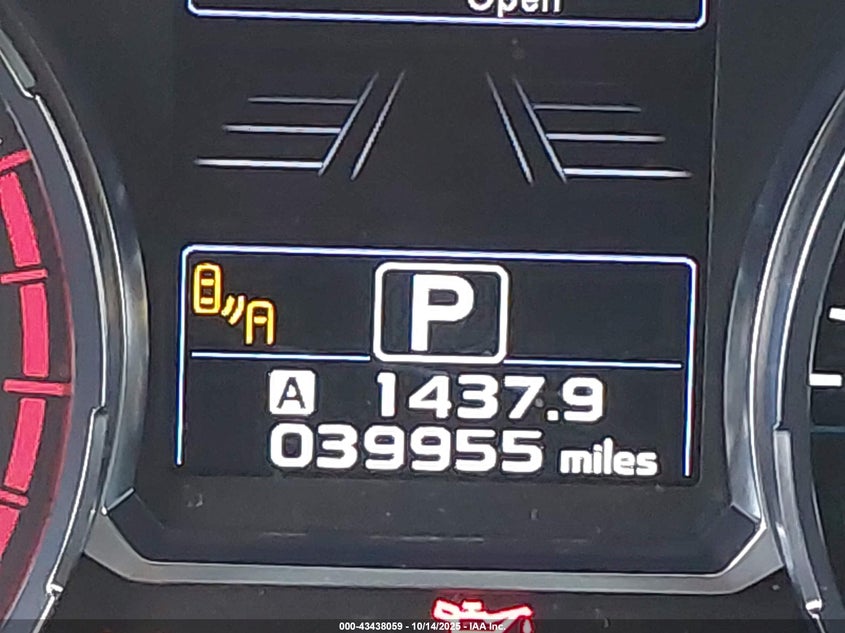 Open
P
A 1437.9
039955 miles
000-43438059 - 10/14/2025 - IAA Inc.